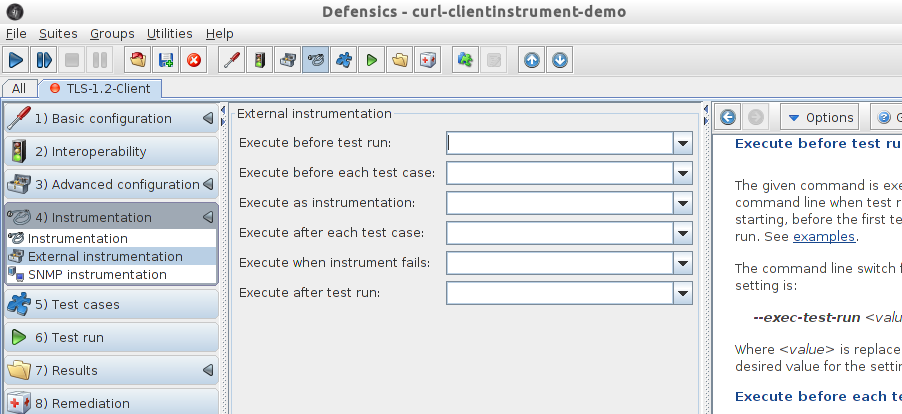 Defensics - curl-clientinstrument-demo
File Suites Groups Utilities Help
All TLS-1.2-Client
1) Basic configuration
2) Interoperability
3) Advanced configuration
4) Instrumentation
Instrumentation
External instrumentation
SNMP instrumentation
5) Test cases
6) Test run
7) Results
8) Remediation
External instrumentation
Execute before test run:
Execute before each test case:
Execute as instrumentation:
Execute after each test case:
Execute when instrument fails:
Execute after test run:
Options
Execute before test ru
The given command is exe
command line when test r
starting, before the first te
run. See examples.
The command line switch f
setting is:
--exec-test-run <valu
Where <value> is replace
desired value for the settin
Execute before each te